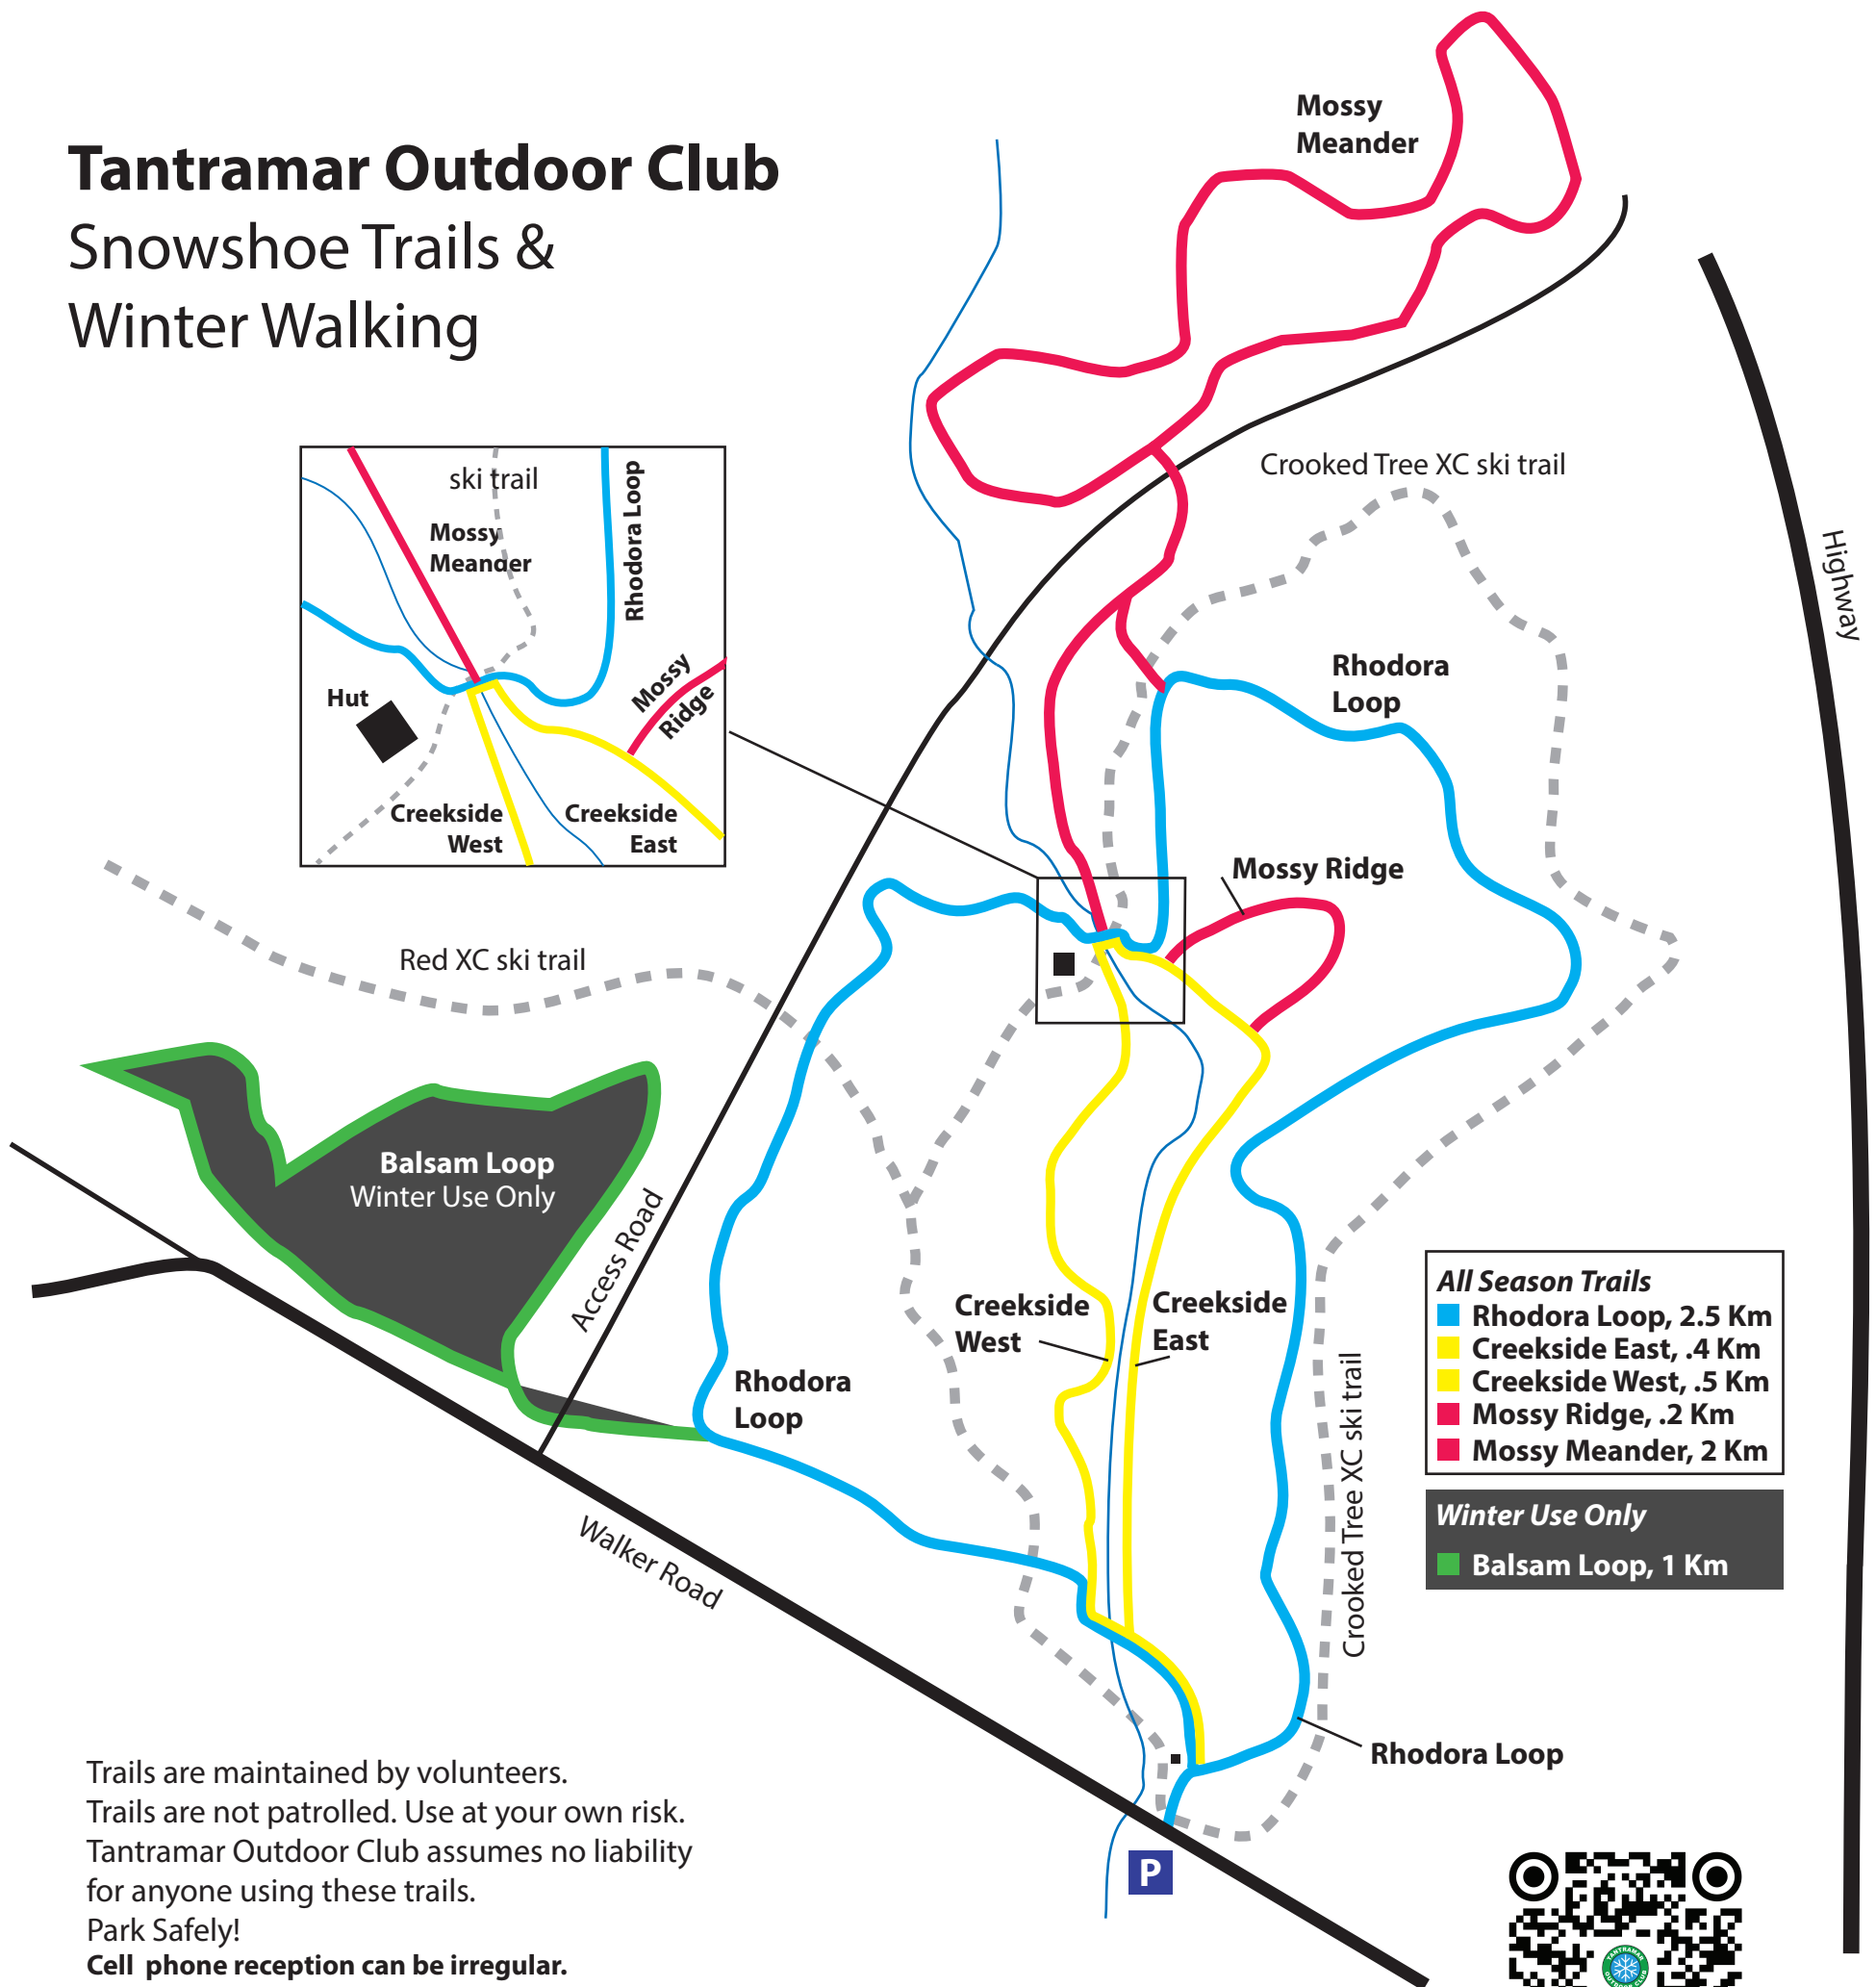 Tantramar Outdoor Club
Snowshoe Trails &
Winter Walking
Mossy
Meander
Crooked Tree XC ski trail
Highway
ski trail
Mossy
Meander
Rhodora Loop
Mossy
Ridge
Hut
Creekside
West
Creekside
East
Rhodora
Loop
Mossy Ridge
Red XC ski trail
Balsam Loop
Winter Use Only
Access Road
Creekside
West
Creekside
East
Rhodora
Loop
Crooked Tree XC ski trail
Walker Road
All Season Trails
Rhodora Loop, 2.5 Km
Creekside East, .4 Km
Creekside West, .5 Km
Mossy Ridge, .2 Km
Mossy Meander, 2 Km
Winter Use Only
Balsam Loop, 1 Km
Rhodora Loop
P
Trails are maintained by volunteers.
Trails are not patrolled. Use at your own risk.
Tantramar Outdoor Club assumes no liability
for anyone using these trails.
Park Safely!
Cell phone reception can be irregular.
TANTRAMAR
OUTDOOR CLUB